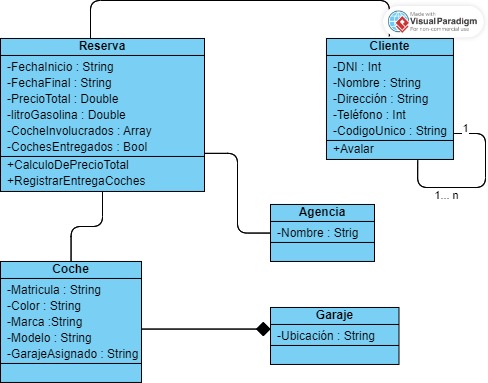 Made with
Visual Paradigm
For non-commercial use
Reserva
-FechaInicio : String
-FechaFinal : String
-PrecioTotal : Double
-litroGasolina : Double
-CocheInvolucrados : Array
-CochesEntregados : Bool
+CalculoDePrecioTotal
+RegistrarEntregaCoches
Cliente
-DNI : Int
-Nombre : String
-Dirección : String
-Teléfono : Int
-CodigoUnico : String
+Avalar
1
1... n
Agencia
-Nombre : Strig
Coche
-Matricula : String
-Color : String
-Marca :String
-Modelo : String
-GarajeAsignado : String
Garaje
-Ubicación : String